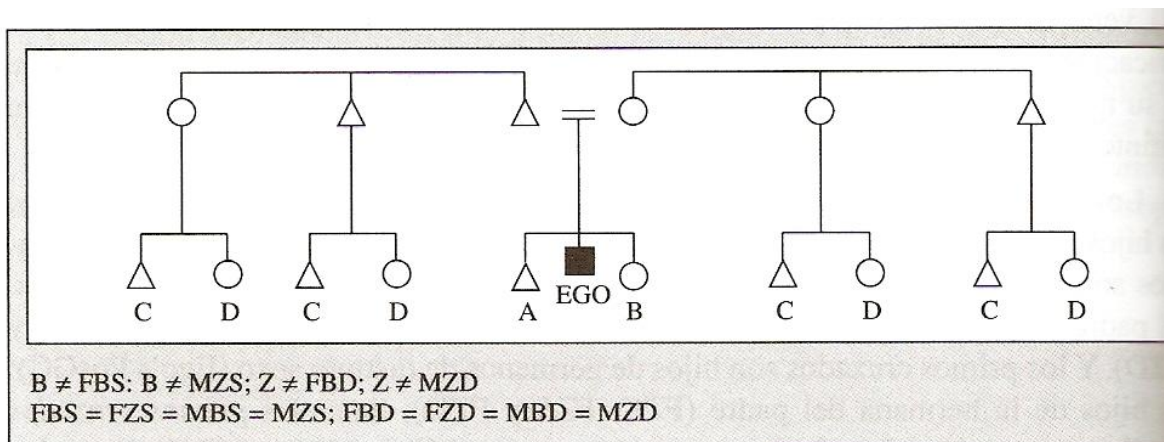 C D C D A EGO B C D C D
B ≠ FBS: B ≠ MZS; Z ≠ FBD; Z ≠ MZD
FBS = FZS = MBS = MZS; FBD = FZD = MBD = MZD